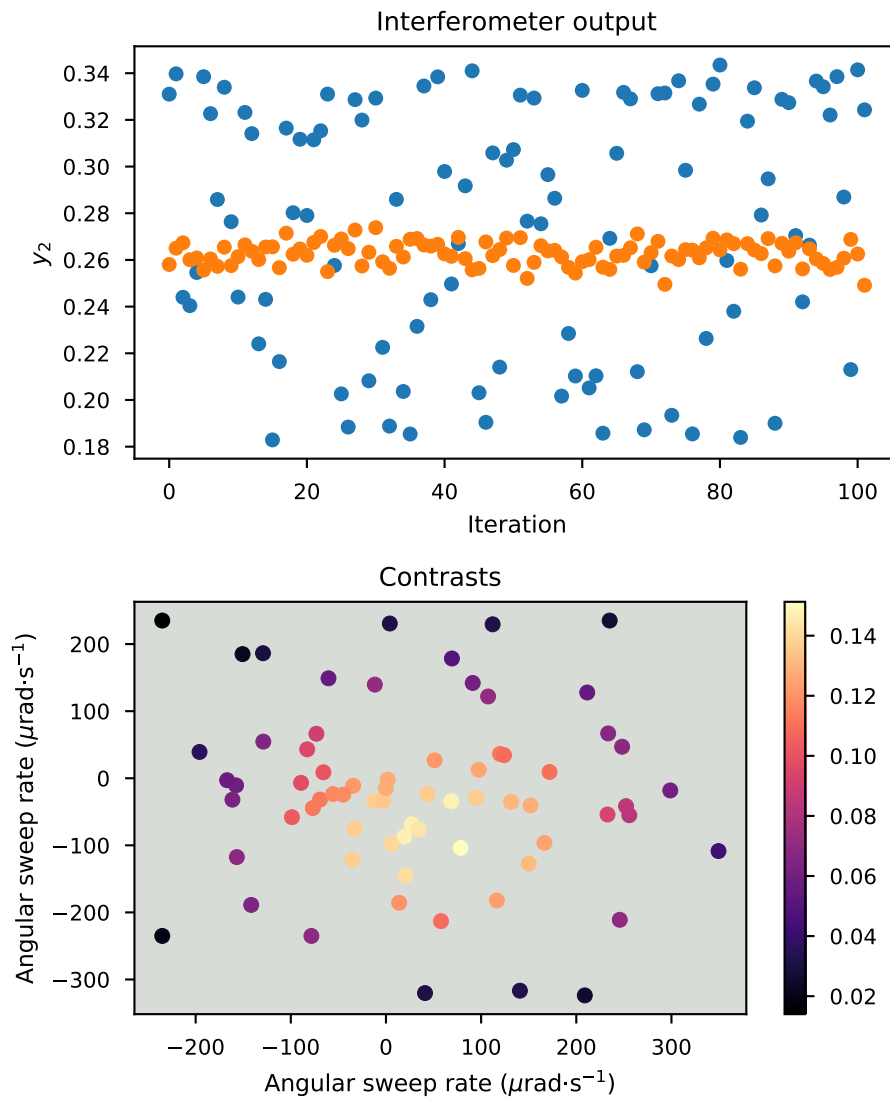 Interferometer output
0.34
0.32
0.30
0.28
0.26
0.24
0.22
0.20
0.18
y₂
0 20 40 60 80 100
Iteration
Contrasts
200
100
0
−100
−200
−300
Angular sweep rate (μrad·s⁻¹)
−200 −100 0 100 200 300
Angular sweep rate (μrad·s⁻¹)
0.14
0.12
0.10
0.08
0.06
0.04
0.02